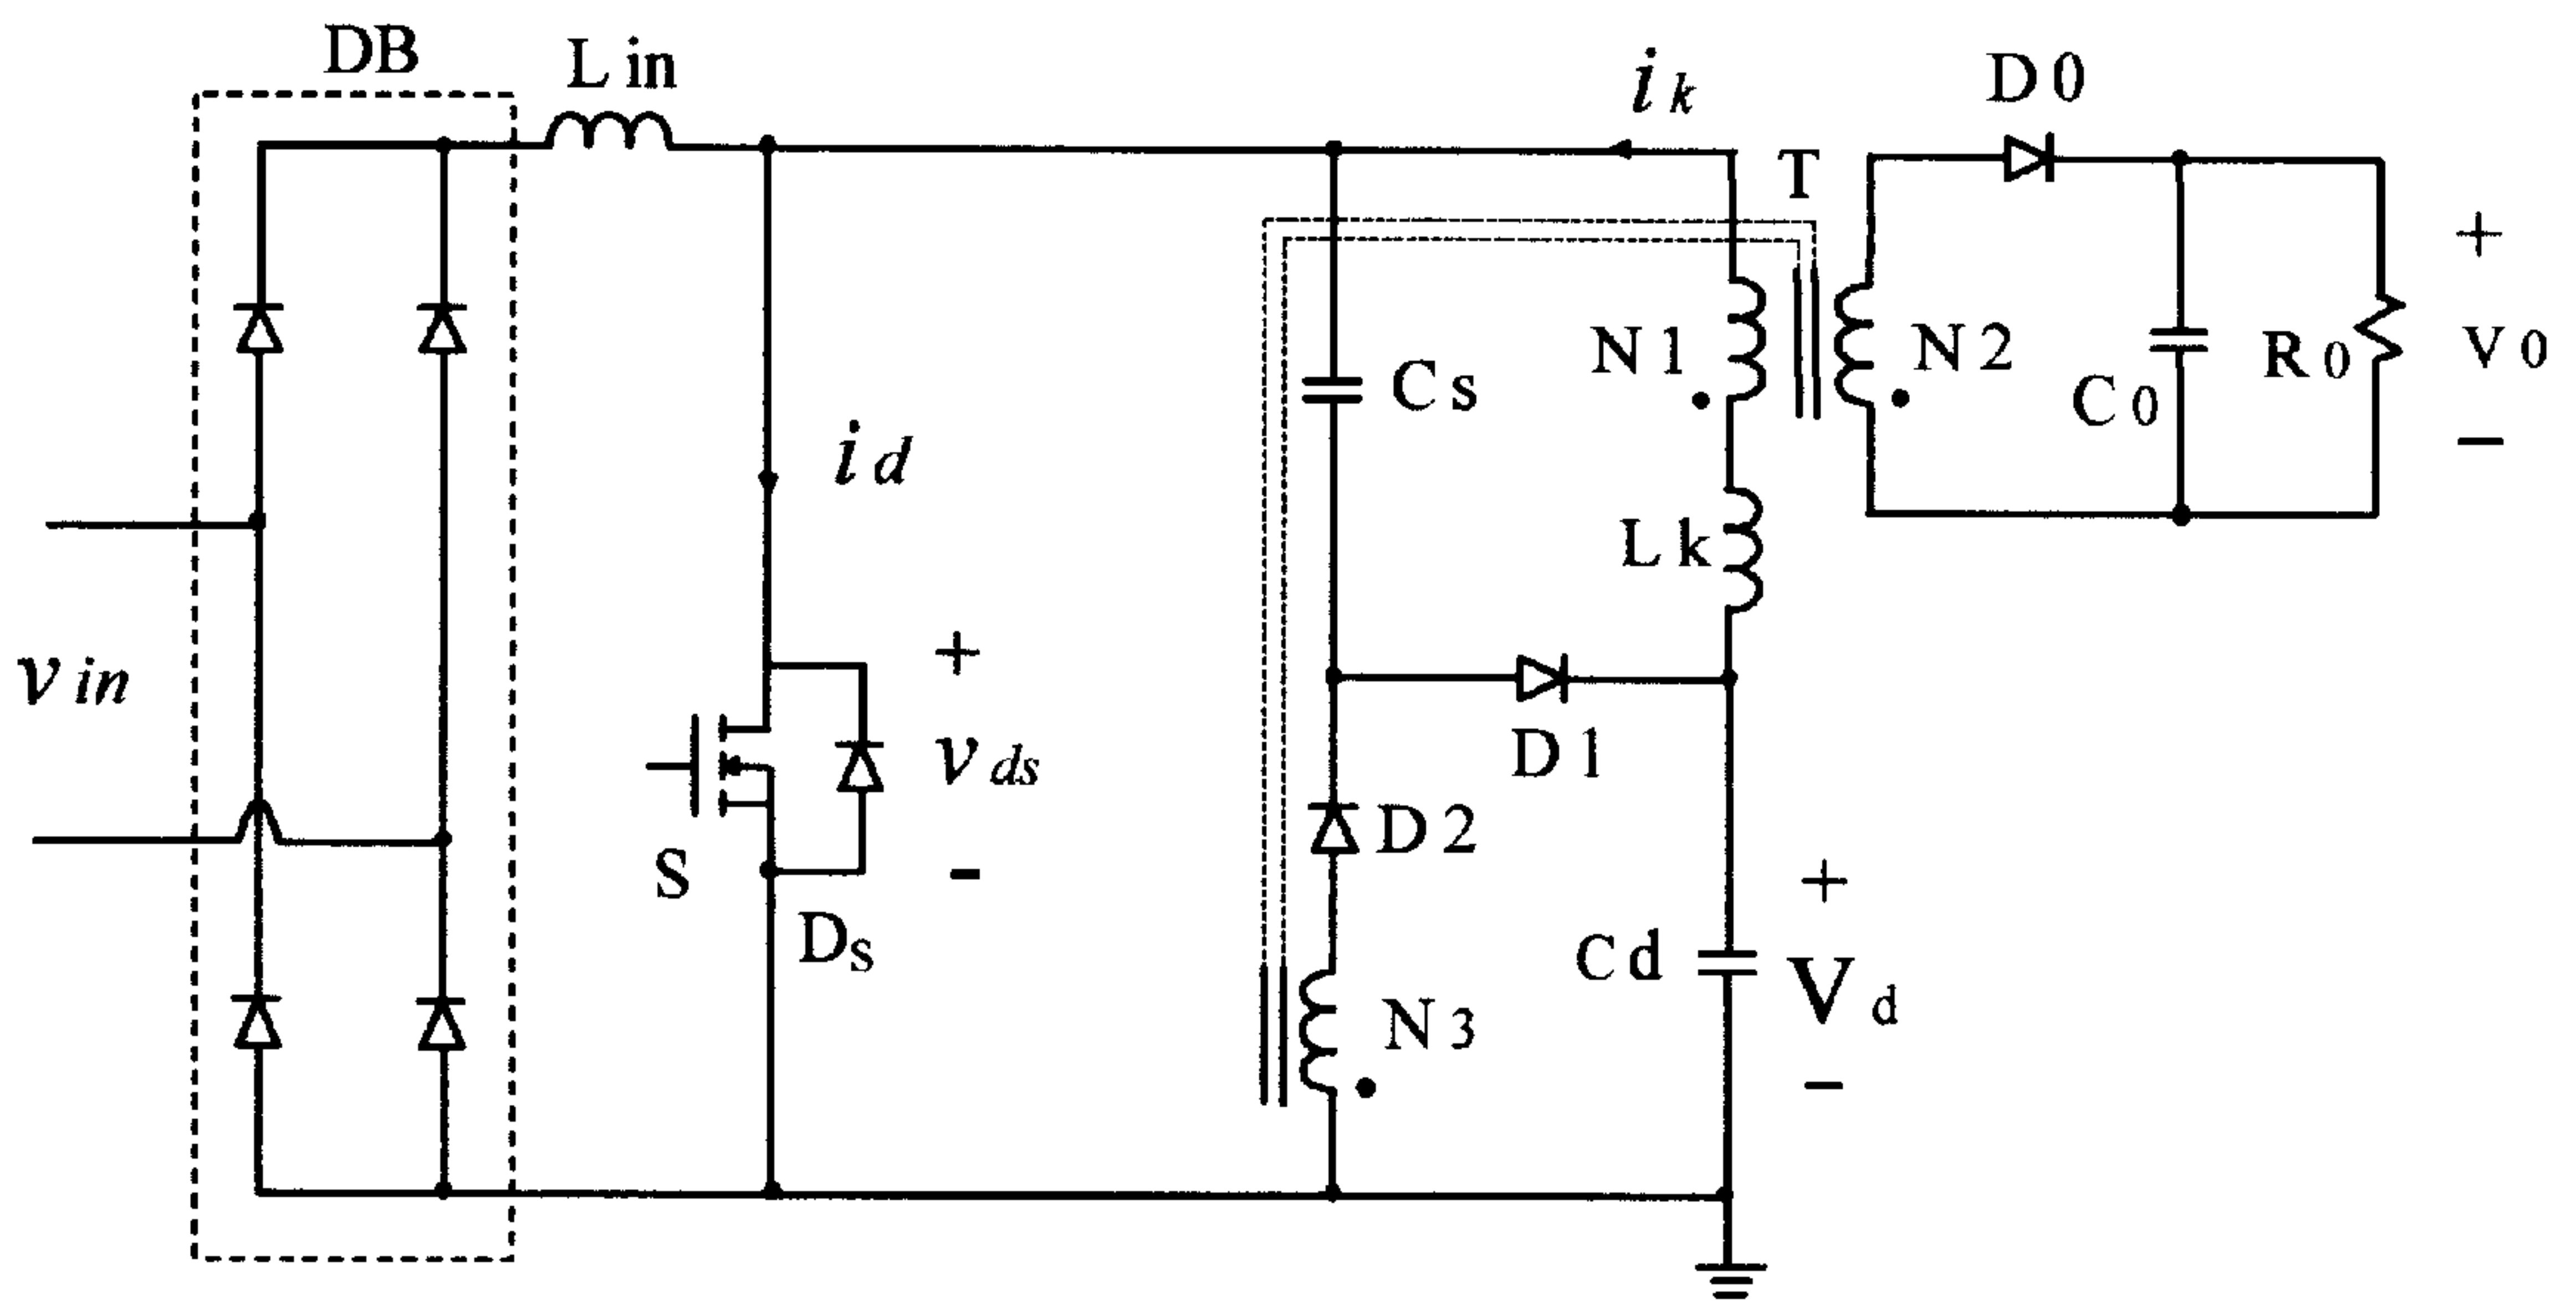 DB
L in
i k
D 0
T
N 1
N 2
C s
C 0
R 0
+
V 0
−
i d
L k
v in
+
v ds
-
S
D s
D 1
D 2
N 3
C d
+
V d
−